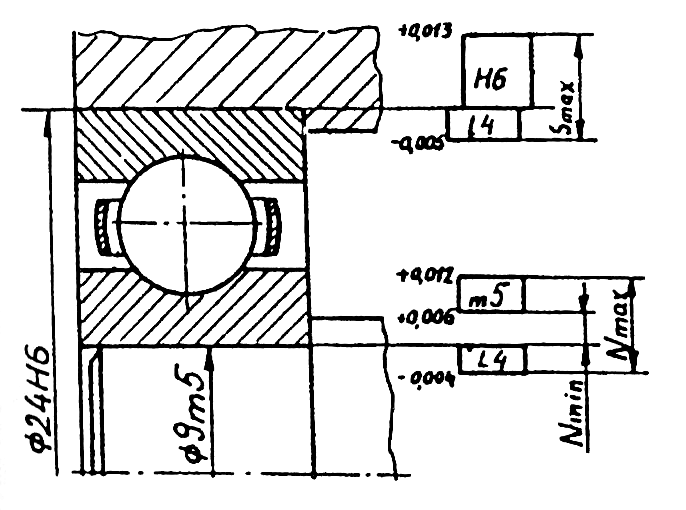 +0,013
H6
l4
-0,005
Smax
+0,012
m5
+0,006
L4
-0,004
Nmax
Nmin
φ24H6
φ9m5